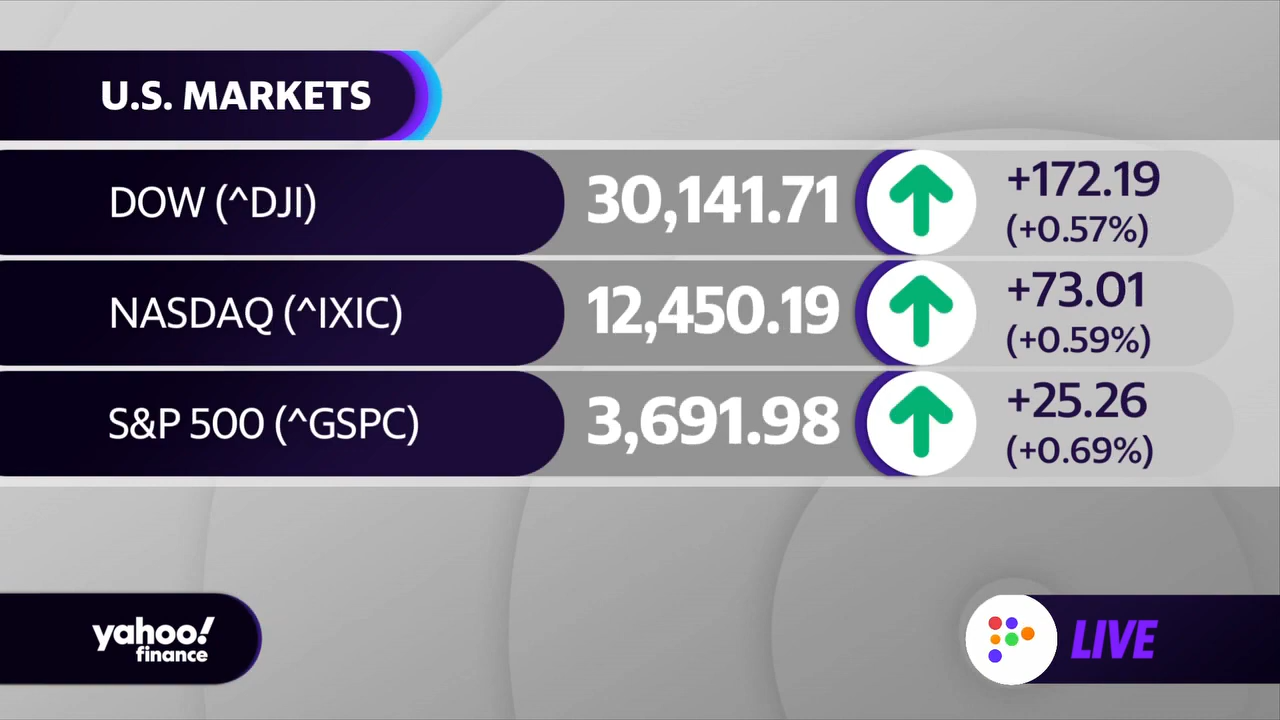 U.S. MARKETS
DOW (^DJI) 30,141.71 +172.19
(+0.57%)
NASDAQ (^IXIC) 12,450.19 +73.01
(+0.59%)
S&P 500 (^GSPC) 3,691.98 +25.26
(+0.69%)
yahoo!
finance
LIVE